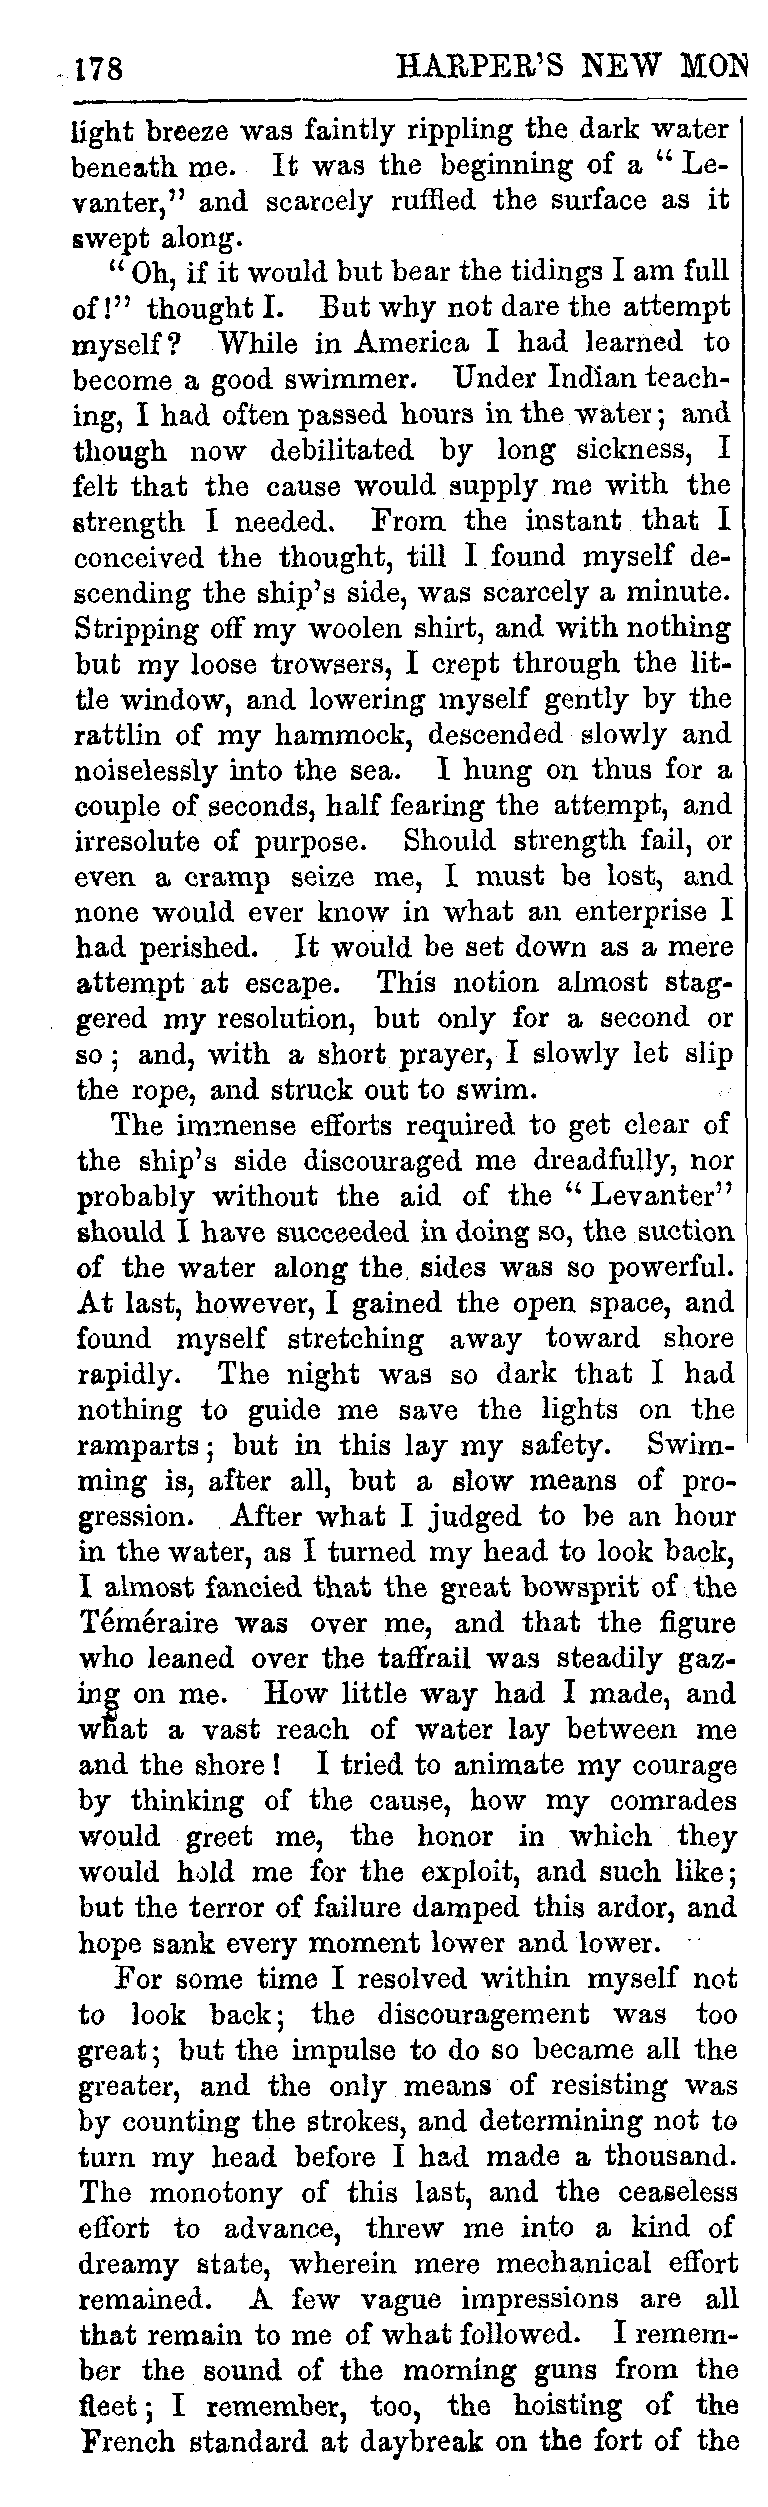 178 HARPER'S NEW MON
light breeze was faintly rippling the dark water
beneath me. It was the beginning of a “Le-
vanter,” and scarcely ruffled the surface as it
swept along.
“Oh, if it would but bear the tidings I am full
of!” thought I. But why not dare the attempt
myself? While in America I had learned to
become a good swimmer. Under Indian teach-
ing, I had often passed hours in the water; and
though now debilitated by long sickness, I
felt that the cause would supply me with the
strength I needed. From the instant that I
conceived the thought, till I found myself de-
scending the ship's side, was scarcely a minute.
Stripping off my woolen shirt, and with nothing
but my loose trowsers, I crept through the lit-
tle window, and lowering myself gently by the
rattlin of my hammock, descended slowly and
noiselessly into the sea. I hung on thus for a
couple of seconds, half fearing the attempt, and
irresolute of purpose. Should strength fail, or
even a cramp seize me, I must be lost, and
none would ever know in what an enterprise I
had perished. It would be set down as a mere
attempt at escape. This notion almost stag-
gered my resolution, but only for a second or
so; and, with a short prayer, I slowly let slip
the rope, and struck out to swim.
The immense efforts required to get clear of
the ship's side discouraged me dreadfully, nor
probably without the aid of the “Levanter”
should I have succeeded in doing so, the suction
of the water along the sides was so powerful.
At last, however, I gained the open space, and
found myself stretching away toward shore
rapidly. The night was so dark that I had
nothing to guide me save the lights on the
ramparts; but in this lay my safety. Swim-
ming is, after all, but a slow means of pro-
gression. After what I judged to be an hour
in the water, as I turned my head to look back,
I almost fancied that the great bowsprit of the
Téméraire was over me, and that the figure
who leaned over the taffrail was steadily gaz-
ing on me. How little way had I made, and
what a vast reach of water lay between me
and the shore! I tried to animate my courage
by thinking of the cause, how my comrades
would greet me, the honor in which they
would hold me for the exploit, and such like;
but the terror of failure damped this ardor, and
hope sank every moment lower and lower.
For some time I resolved within myself not
to look back; the discouragement was too
great; but the impulse to do so became all the
greater, and the only means of resisting was
by counting the strokes, and determining not to
turn my head before I had made a thousand.
The monotony of this last, and the ceaseless
effort to advance, threw me into a kind of
dreamy state, wherein mere mechanical effort
remained. A few vague impressions are all
that remain to me of what followed. I remem-
ber the sound of the morning guns from the
fleet; I remember, too, the hoisting of the
French standard at daybreak on the fort of the